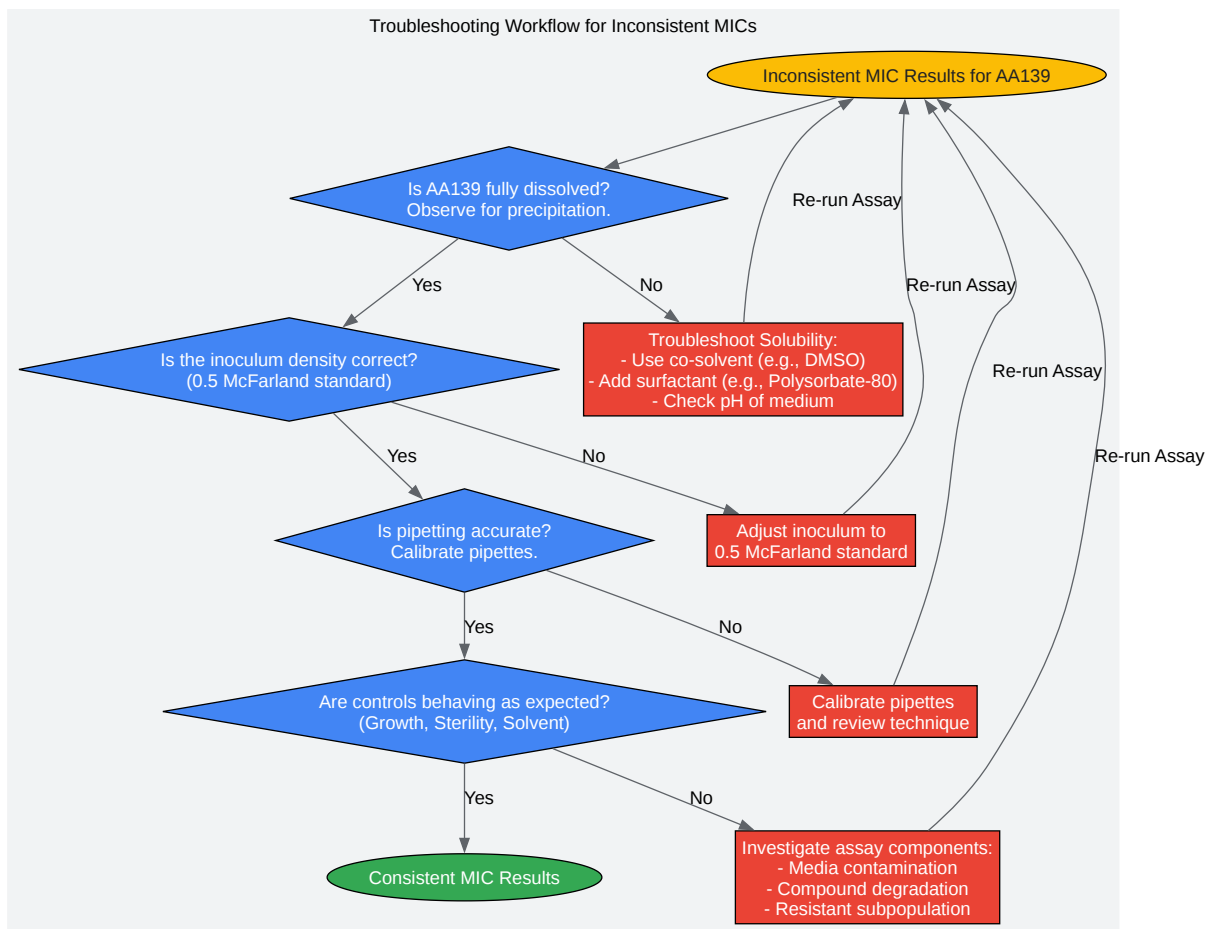 Troubleshooting Workflow for Inconsistent MICs
Inconsistent MIC Results for AA139
Is AA139 fully dissolved?
Observe for precipitation.
Re-run Assay
Yes
No
Re-run Assay
Troubleshoot Solubility:
- Use co-solvent (e.g., DMSO)
- Add surfactant (e.g., Polysorbate-80)
- Check pH of medium
Is the inoculum density correct?
(0.5 McFarland standard)
Re-run Assay
Yes
No
Re-run Assay
Is pipetting accurate?
Calibrate pipettes.
Adjust inoculum to
0.5 McFarland standard
Yes
No
Are controls behaving as expected?
(Growth, Sterility, Solvent)
Calibrate pipettes
and review technique
Yes
No
Investigate assay components:
- Media contamination
- Compound degradation
- Resistant subpopulation
Consistent MIC Results